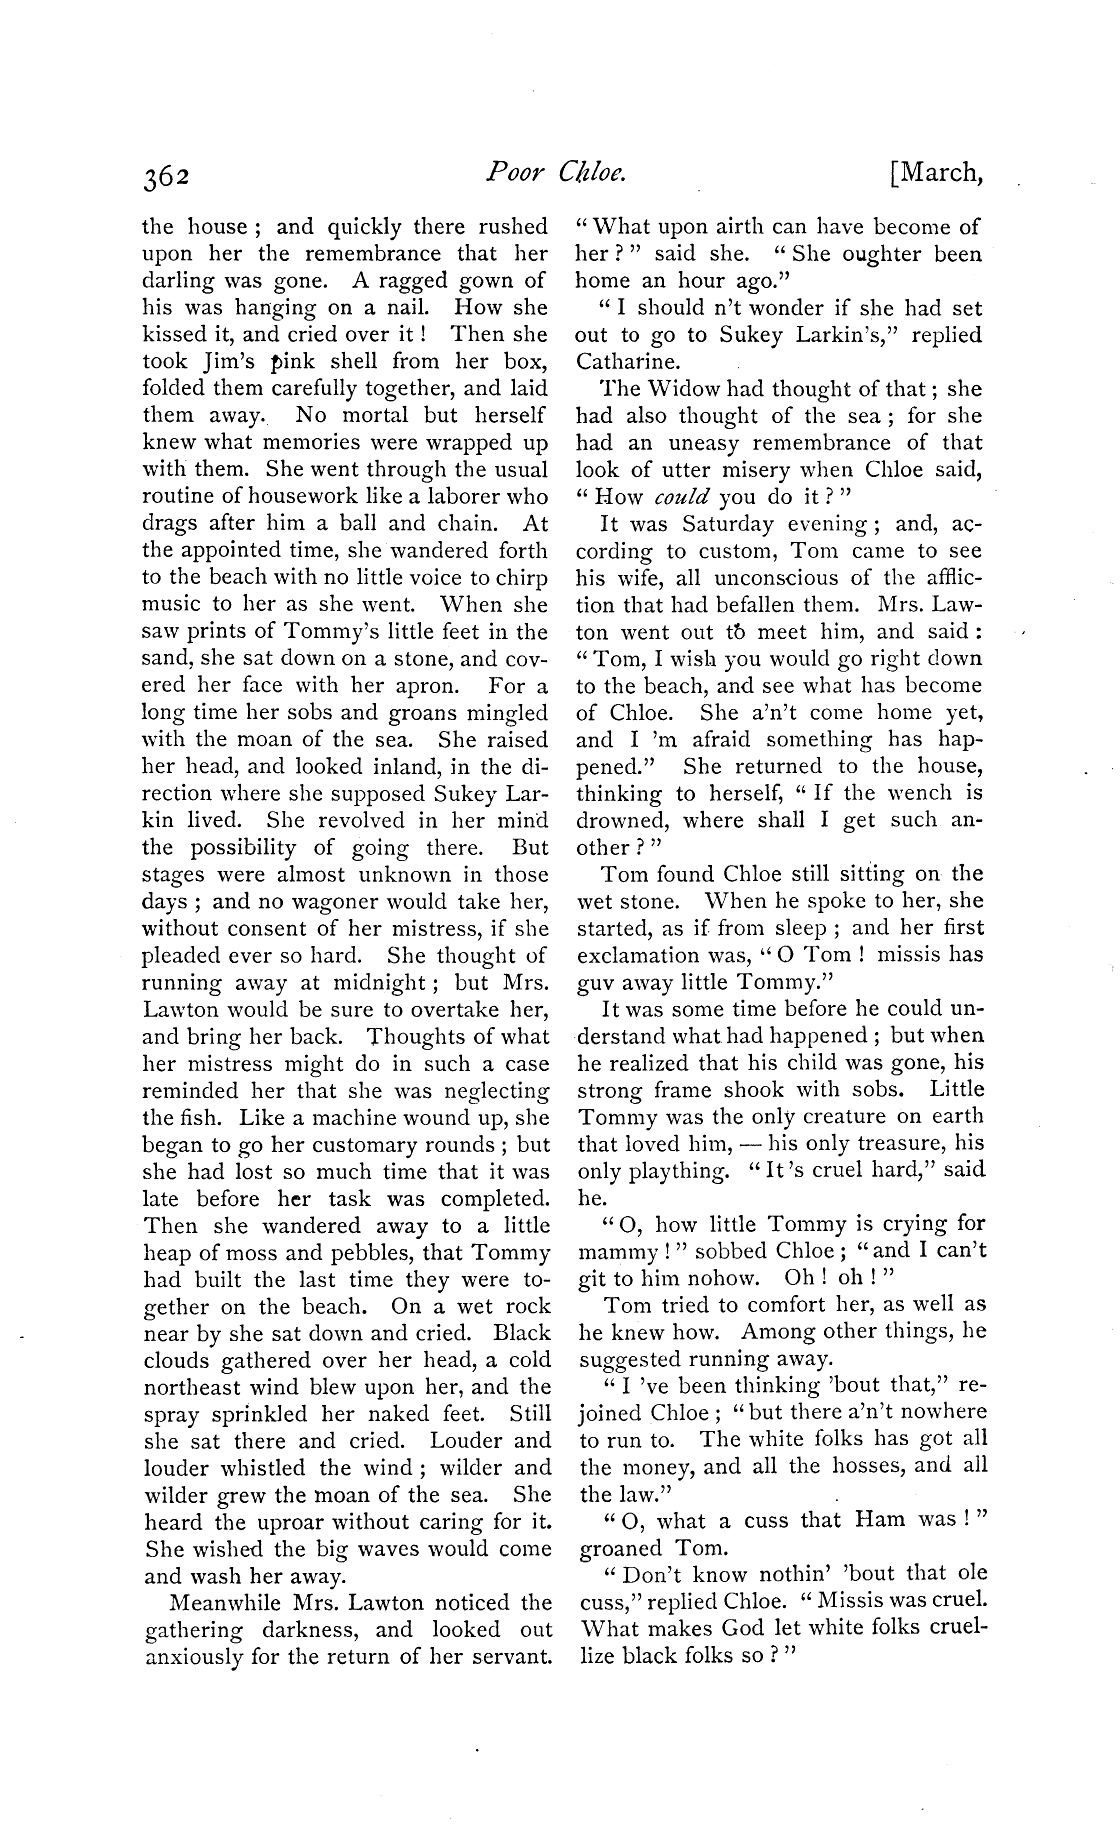 362 Poor Chloe. [March,
the house ; and quickly there rushed
upon her the remembrance that her
darling was gone. A ragged gown of
his was hanging on a nail. How she
kissed it, and cried over it ! Then she
took Jim's pink shell from her box,
folded them carefully together, and laid
them away. No mortal but herself
knew what memories were wrapped up
with them. She went through the usual
routine of housework like a laborer who
drags after him a ball and chain. At
the appointed time, she wandered forth
to the beach with no little voice to chirp
music to her as she went. When she
saw prints of Tommy's little feet in the
sand, she sat down on a stone, and cov-
ered her face with her apron. For a
long time her sobs and groans mingled
with the moan of the sea. She raised
her head, and looked inland, in the di-
rection where she supposed Sukey Lar-
kin lived. She revolved in her mind
the possibility of going there. But
stages were almost unknown in those
days ; and no wagoner would take her,
without consent of her mistress, if she
pleaded ever so hard. She thought of
running away at midnight ; but Mrs.
Lawton would be sure to overtake her,
and bring her back. Thoughts of what
her mistress might do in such a case
reminded her that she was neglecting
the fish. Like a machine wound up, she
began to go her customary rounds ; but
she had lost so much time that it was
late before her task was completed.
Then she wandered away to a little
heap of moss and pebbles, that Tommy
had built the last time they were to-
gether on the beach. On a wet rock
near by she sat down and cried. Black
clouds gathered over her head, a cold
northeast wind blew upon her, and the
spray sprinkled her naked feet. Still
she sat there and cried. Louder and
louder whistled the wind ; wilder and
wilder grew the moan of the sea. She
heard the uproar without caring for it.
She wished the big waves would come
and wash her away.
Meanwhile Mrs. Lawton noticed the
gathering darkness, and looked out
anxiously for the return of her servant.
“ What upon airth can have become of
her ? ” said she. “ She oughter been
home an hour ago.”
“ I should n't wonder if she had set
out to go to Sukey Larkin's,” replied
Catharine.
The Widow had thought of that ; she
had also thought of the sea ; for she
had an uneasy remembrance of that
look of utter misery when Chloe said,
“ How could you do it ? ”
It was Saturday evening ; and, ac-
cording to custom, Tom came to see
his wife, all unconscious of the afflic-
tion that had befallen them. Mrs. Law-
ton went out to meet him, and said :
“ Tom, I wish you would go right down
to the beach, and see what has become
of Chloe. She a'n't come home yet,
and I 'm afraid something has hap-
pened.” She returned to the house,
thinking to herself, “ If the wench is
drowned, where shall I get such an-
other ? ”
Tom found Chloe still sitting on the
wet stone. When he spoke to her, she
started, as if from sleep ; and her first
exclamation was, “ O Tom ! missis has
guv away little Tommy.”
It was some time before he could un-
derstand what had happened ; but when
he realized that his child was gone, his
strong frame shook with sobs. Little
Tommy was the only creature on earth
that loved him, — his only treasure, his
only plaything. “ It 's cruel hard,” said
he.
“ O, how little Tommy is crying for
mammy ! ” sobbed Chloe ; “ and I can't
git to him nohow. Oh ! oh ! ”
Tom tried to comfort her, as well as
he knew how. Among other things, he
suggested running away.
“ I 've been thinking 'bout that,” re-
joined Chloe ; “ but there a'n't nowhere
to run to. The white folks has got all
the money, and all the hosses, and all
the law.”
“ O, what a cuss that Ham was ! ”
groaned Tom.
“ Don't know nothin' 'bout that ole
cuss,” replied Chloe. “ Missis was cruel.
What makes God let white folks cruel-
lize black folks so ? ”